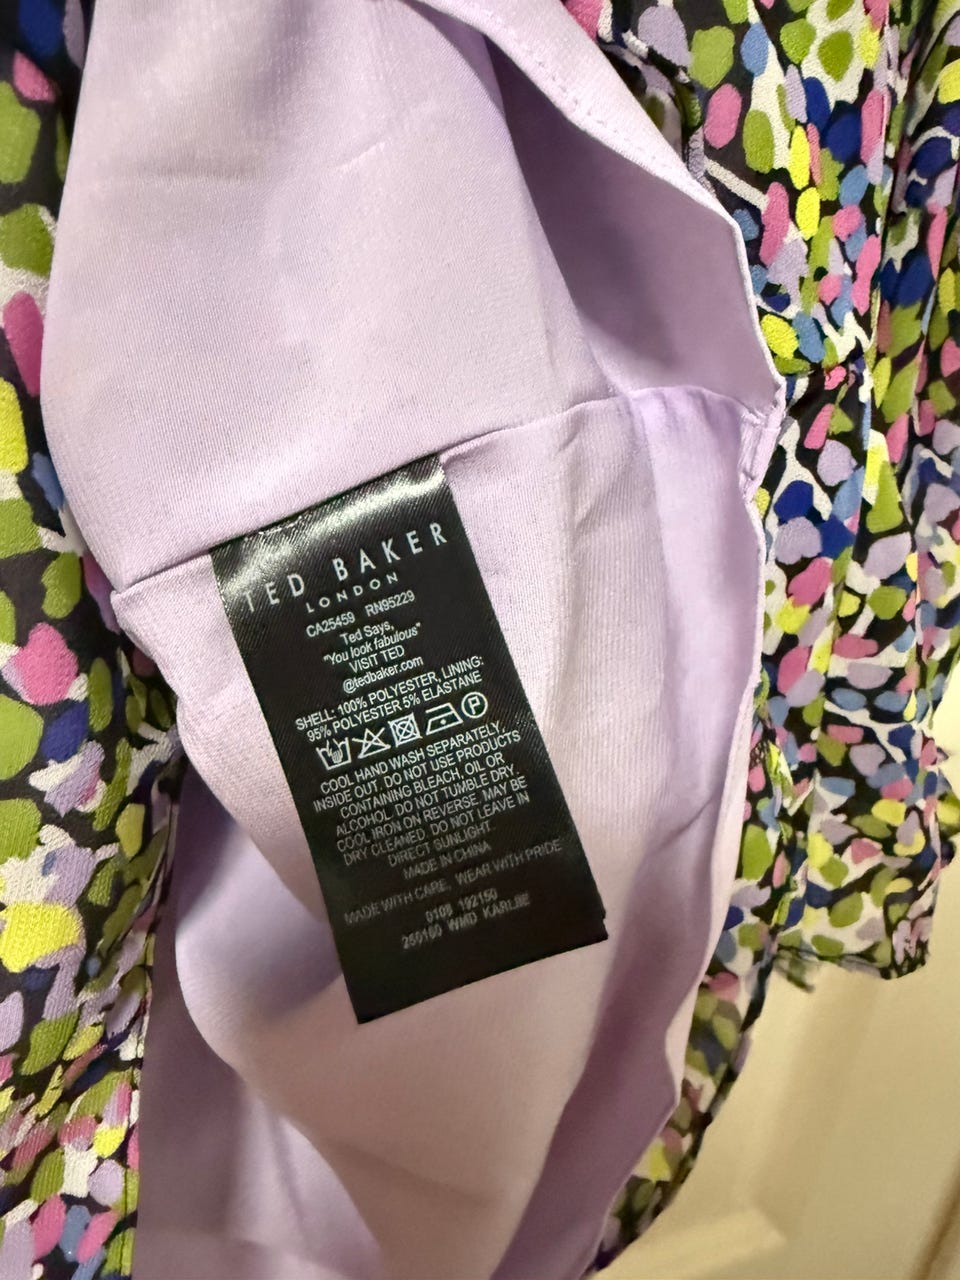 TED BAKER
LONDON
CA25459 RN95229
Ted Says,
"You look fabulous"
VISIT TED
@tedbaker.com
SHELL: 100% POLYESTER, LINING:
95% POLYESTER 5% ELASTANE
P
COOL HAND WASH SEPARATELY,
INSIDE OUT. DO NOT USE PRODUCTS
CONTAINING BLEACH, OIL OR
ALCOHOL. DO NOT TUMBLE DRY.
COOL IRON ON REVERSE. MAY BE
DRY CLEANED. DO NOT LEAVE IN
DIRECT SUNLIGHT
MADE IN CHINA
MADE WITH CARE, WEAR WITH PRIDE
0109 192150
260160 WMD KARLIIE